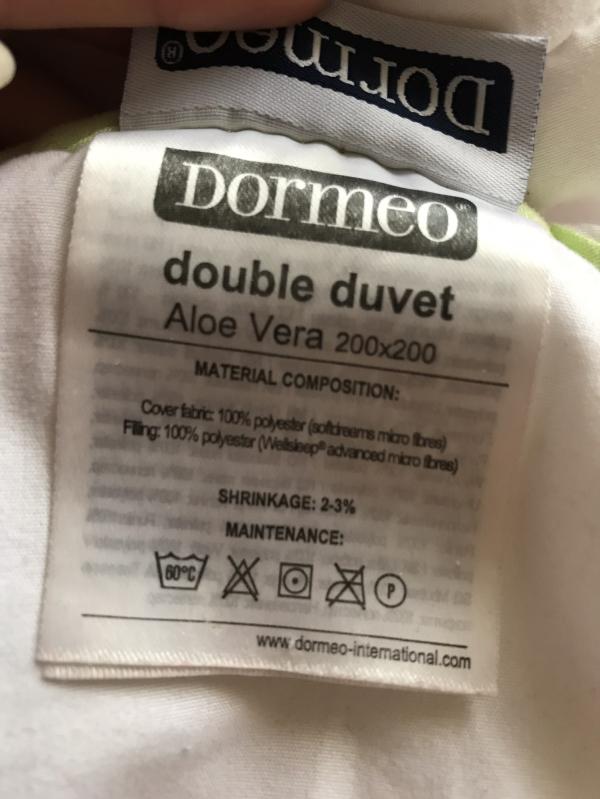 Dormeo®
Dormeo®
double duvet
Aloe Vera 200x200
MATERIAL COMPOSITION:
Cover fabric: 100% polyester (softdreams micro fibres)
Filling: 100% polyester (Wellsleep® advanced micro fibres)
SHRINKAGE: 2-3%
MAINTENANCE:
60°C P
www.dormeo-international.com